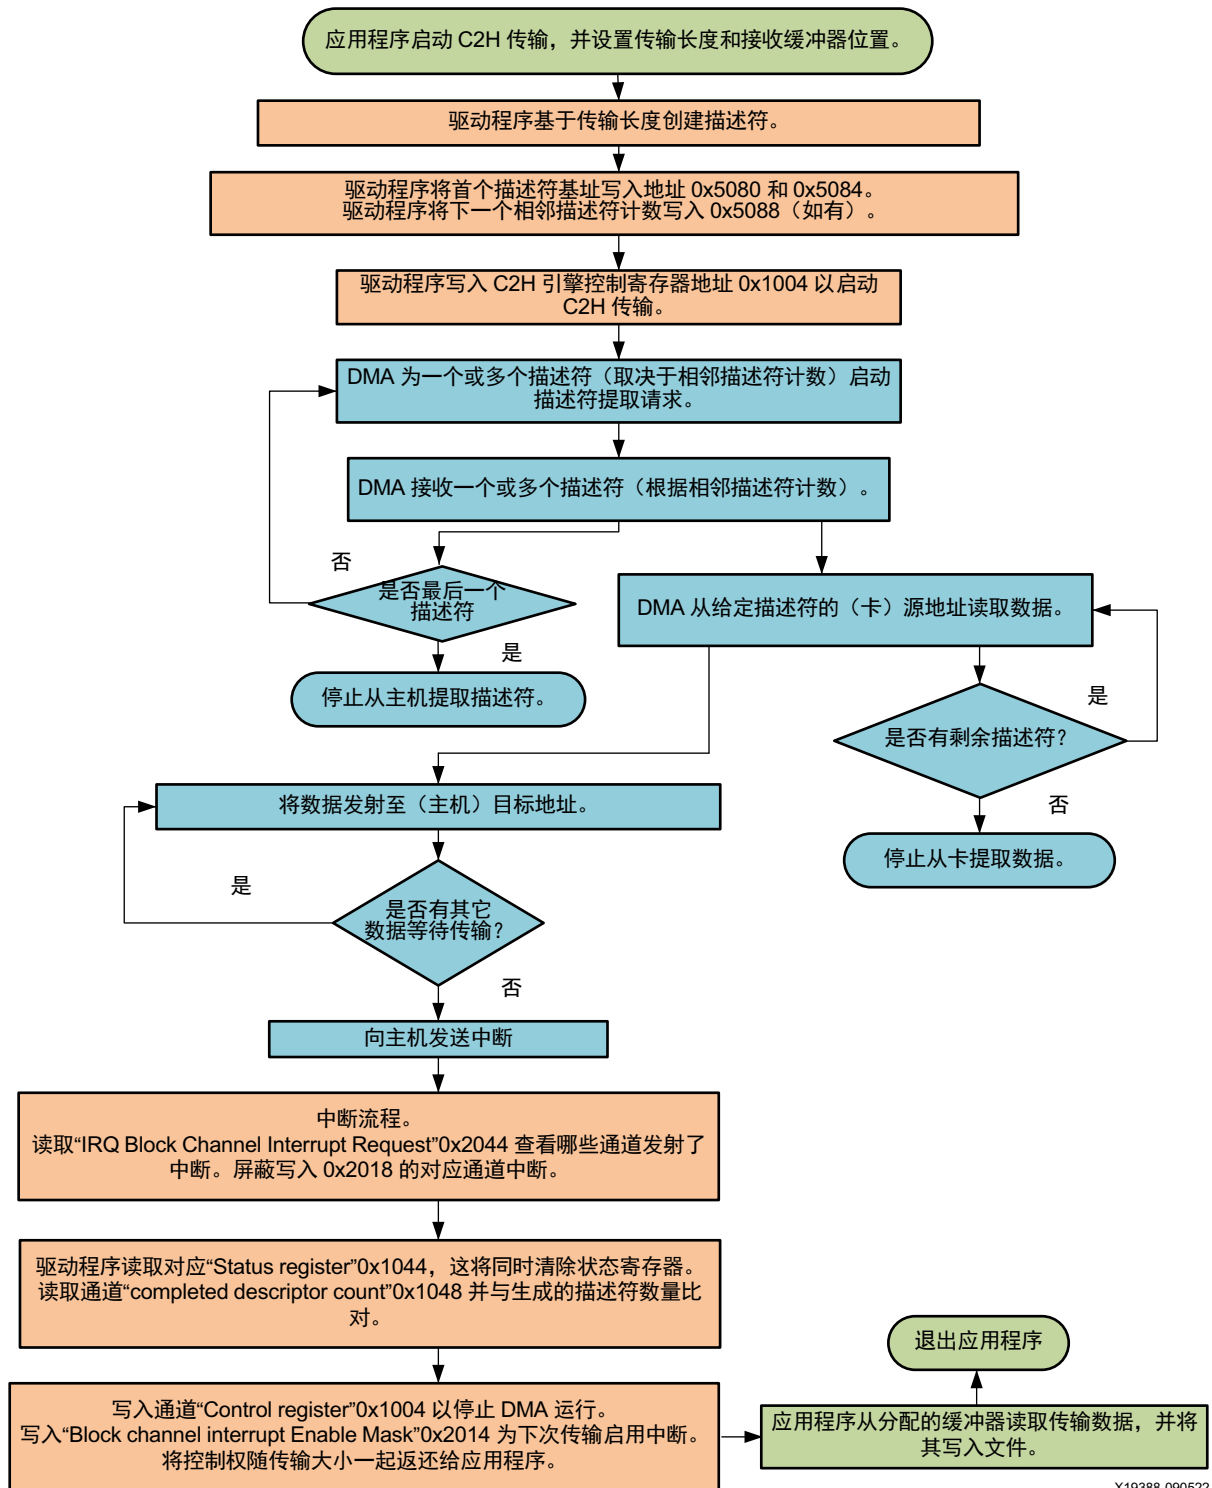 应用程序启动 C2H 传输，并设置传输长度和接收缓冲器位置。
驱动程序基于传输长度创建描述符。
驱动程序将首个描述符基址写入地址 0x5080 和 0x5084。
驱动程序将下一个相邻描述符计数写入 0x5088（如有）。
驱动程序写入 C2H 引擎控制寄存器地址 0x1004 以启动
C2H 传输。
DMA 为一个或多个描述符（取决于相邻描述符计数）启动
描述符提取请求。
DMA 接收一个或多个描述符（根据相邻描述符计数）。
否
是否最后一个
描述符
是
停止从主机提取描述符。
DMA 从给定描述符的（卡）源地址读取数据。
是
是否有剩余描述符？
否
停止从卡提取数据。
将数据发射至（主机）目标地址。
是
是否有其它
数据等待传输？
否
向主机发送中断
中断流程。
读取“IRQ Block Channel Interrupt Request”0x2044 查看哪些通道发射了
中断。屏蔽写入 0x2018 的对应通道中断。
驱动程序读取对应“Status register”0x1044，这将同时清除状态寄存器。
读取通道“completed descriptor count”0x1048 并与生成的描述符数量比
对。
写入通道“Control register”0x1004 以停止 DMA 运行。
写入“Block channel interrupt Enable Mask”0x2014 为下次传输启用中断。
将控制权随传输大小一起返还给应用程序。
退出应用程序
应用程序从分配的缓冲器读取传输数据，并将
其写入文件。
X19388-090522